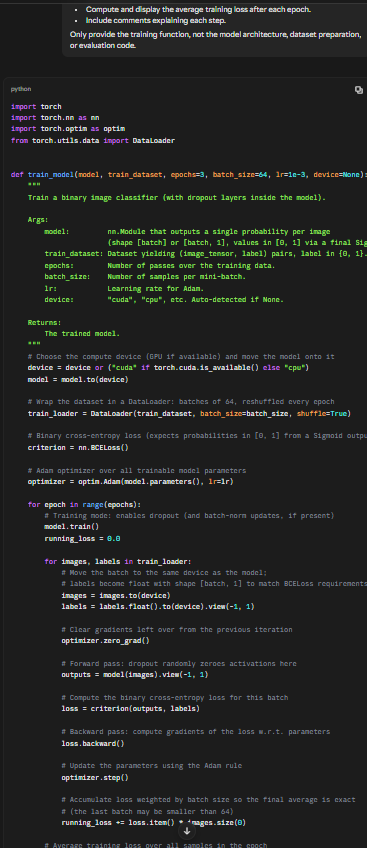 • Compute and display the average training loss after each epoch.
• Include comments explaining each step.
Only provide the training function, not the model architecture, dataset preparation,
or evaluation code.
python
import torch
import torch.nn as nn
import torch.optim as optim
from torch.utils.data import DataLoader
def train_model(model, train_dataset, epochs=3, batch_size=64, lr=1e-3, device=None):
"""
Train a binary image classifier (with dropout layers inside the model).
Args:
model: nn.Module that outputs a single probability per image
(shape [batch] or [batch, 1], values in [0, 1] via a final Sig
train_dataset: Dataset yielding (image_tensor, label) pairs, label in {0, 1}.
epochs: Number of passes over the training data.
batch_size: Number of samples per mini-batch.
lr: Learning rate for Adam.
device: "cuda", "cpu", etc. Auto-detected if None.
Returns:
The trained model.
"""
# Choose the compute device (GPU if available) and move the model onto it
device = device or ("cuda" if torch.cuda.is_available() else "cpu")
model = model.to(device)
# Wrap the dataset in a DataLoader: batches of 64, reshuffled every epoch
train_loader = DataLoader(train_dataset, batch_size=batch_size, shuffle=True)
# Binary cross-entropy loss (expects probabilities in [0, 1] from a Sigmoid outpu
criterion = nn.BCELoss()
# Adam optimizer over all trainable model parameters
optimizer = optim.Adam(model.parameters(), lr=lr)
for epoch in range(epochs):
# Training mode: enables dropout (and batch-norm updates, if present)
model.train()
running_loss = 0.0
for images, labels in train_loader:
# Move the batch to the same device as the model;
# labels become float with shape [batch, 1] to match BCELoss requirements
images = images.to(device)
labels = labels.float().to(device).view(-1, 1)
# Clear gradients left over from the previous iteration
optimizer.zero_grad()
# Forward pass: dropout randomly zeroes activations here
outputs = model(images).view(-1, 1)
# Compute the binary cross-entropy loss for this batch
loss = criterion(outputs, labels)
# Backward pass: compute gradients of the loss w.r.t. parameters
loss.backward()
# Update the parameters using the Adam rule
optimizer.step()
# Accumulate loss weighted by batch size so the final average is exact
# (the last batch may be smaller than 64)
running_loss += loss.item() * images.size(0)
# Average training loss over all samples in the epoch